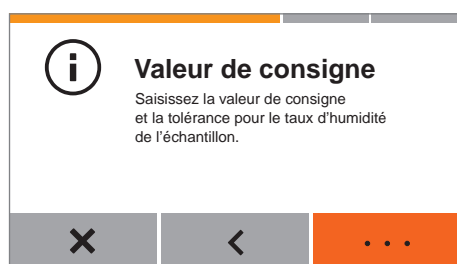 Valeur de consigne
Saisissez la valeur de consigne
et la tolérance pour le taux d’humidité
de l’échantillon.